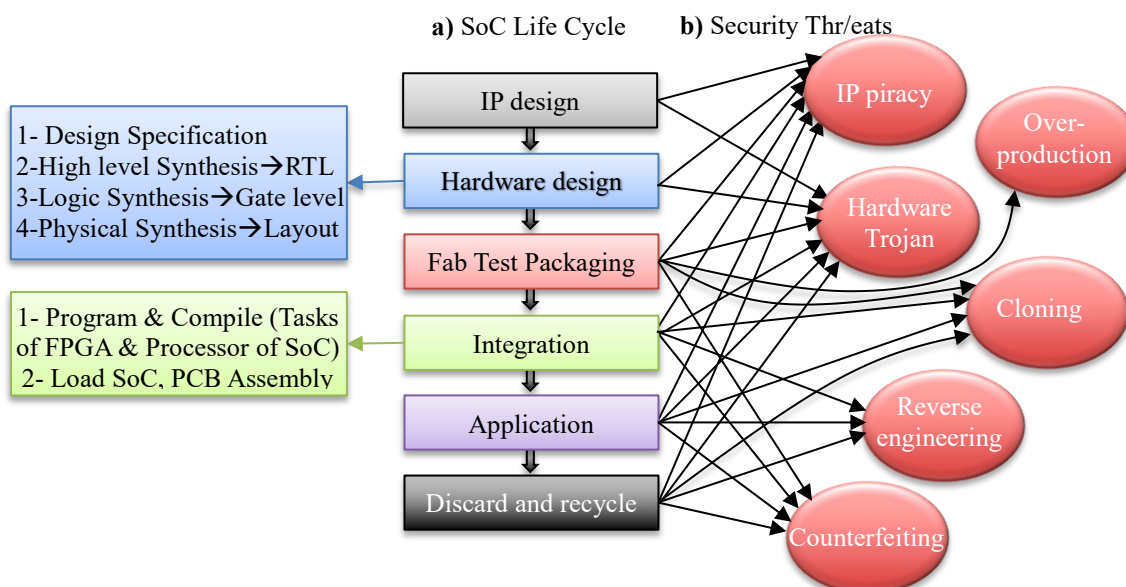 a) SoC Life Cycle
b) Security Thr/eats
IP design
Hardware design
Fab Test Packaging
Integration
Application
Discard and recycle
1- Design Specification
2-High level Synthesis→RTL
3-Logic Synthesis→Gate level
4-Physical Synthesis→Layout
1- Program & Compile (Tasks
of FPGA & Processor of SoC)
2- Load SoC, PCB Assembly
IP piracy
Over-
production
Hardware
Trojan
Cloning
Reverse
engineering
Counterfeiting